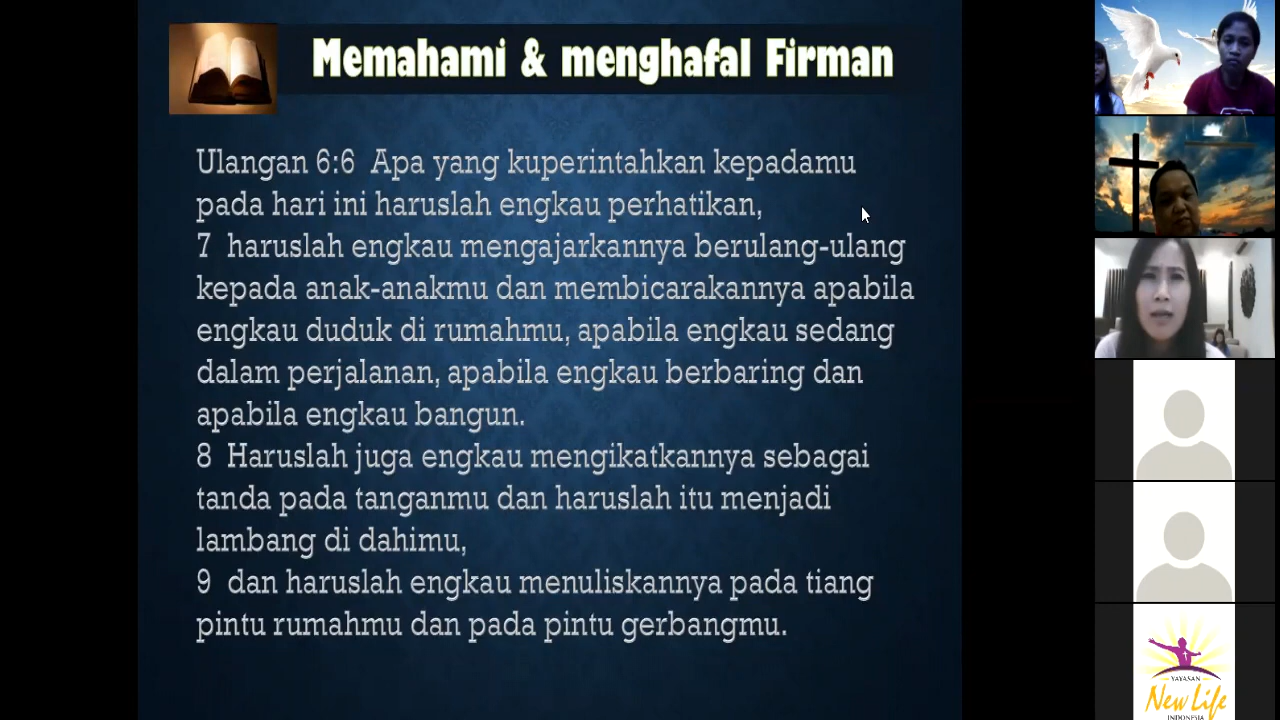 Memahami & menghafal Firman
Ulangan 6:6 Apa yang kuperintahkan kepadamu
pada hari ini haruslah engkau perhatikan,
7 haruslah engkau mengajarkannya berulang-ulang
kepada anak-anakmu dan membicarakannya apabila
engkau duduk di rumahmu, apabila engkau sedang
dalam perjalanan, apabila engkau berbaring dan
apabila engkau bangun.
8 Haruslah juga engkau mengikatkannya sebagai
tanda pada tanganmu dan haruslah itu menjadi
lambang di dahimu,
9 dan haruslah engkau menuliskannya pada tiang
pintu rumahmu dan pada pintu gerbangmu.
YAYASAN
New Life
INDONESIA